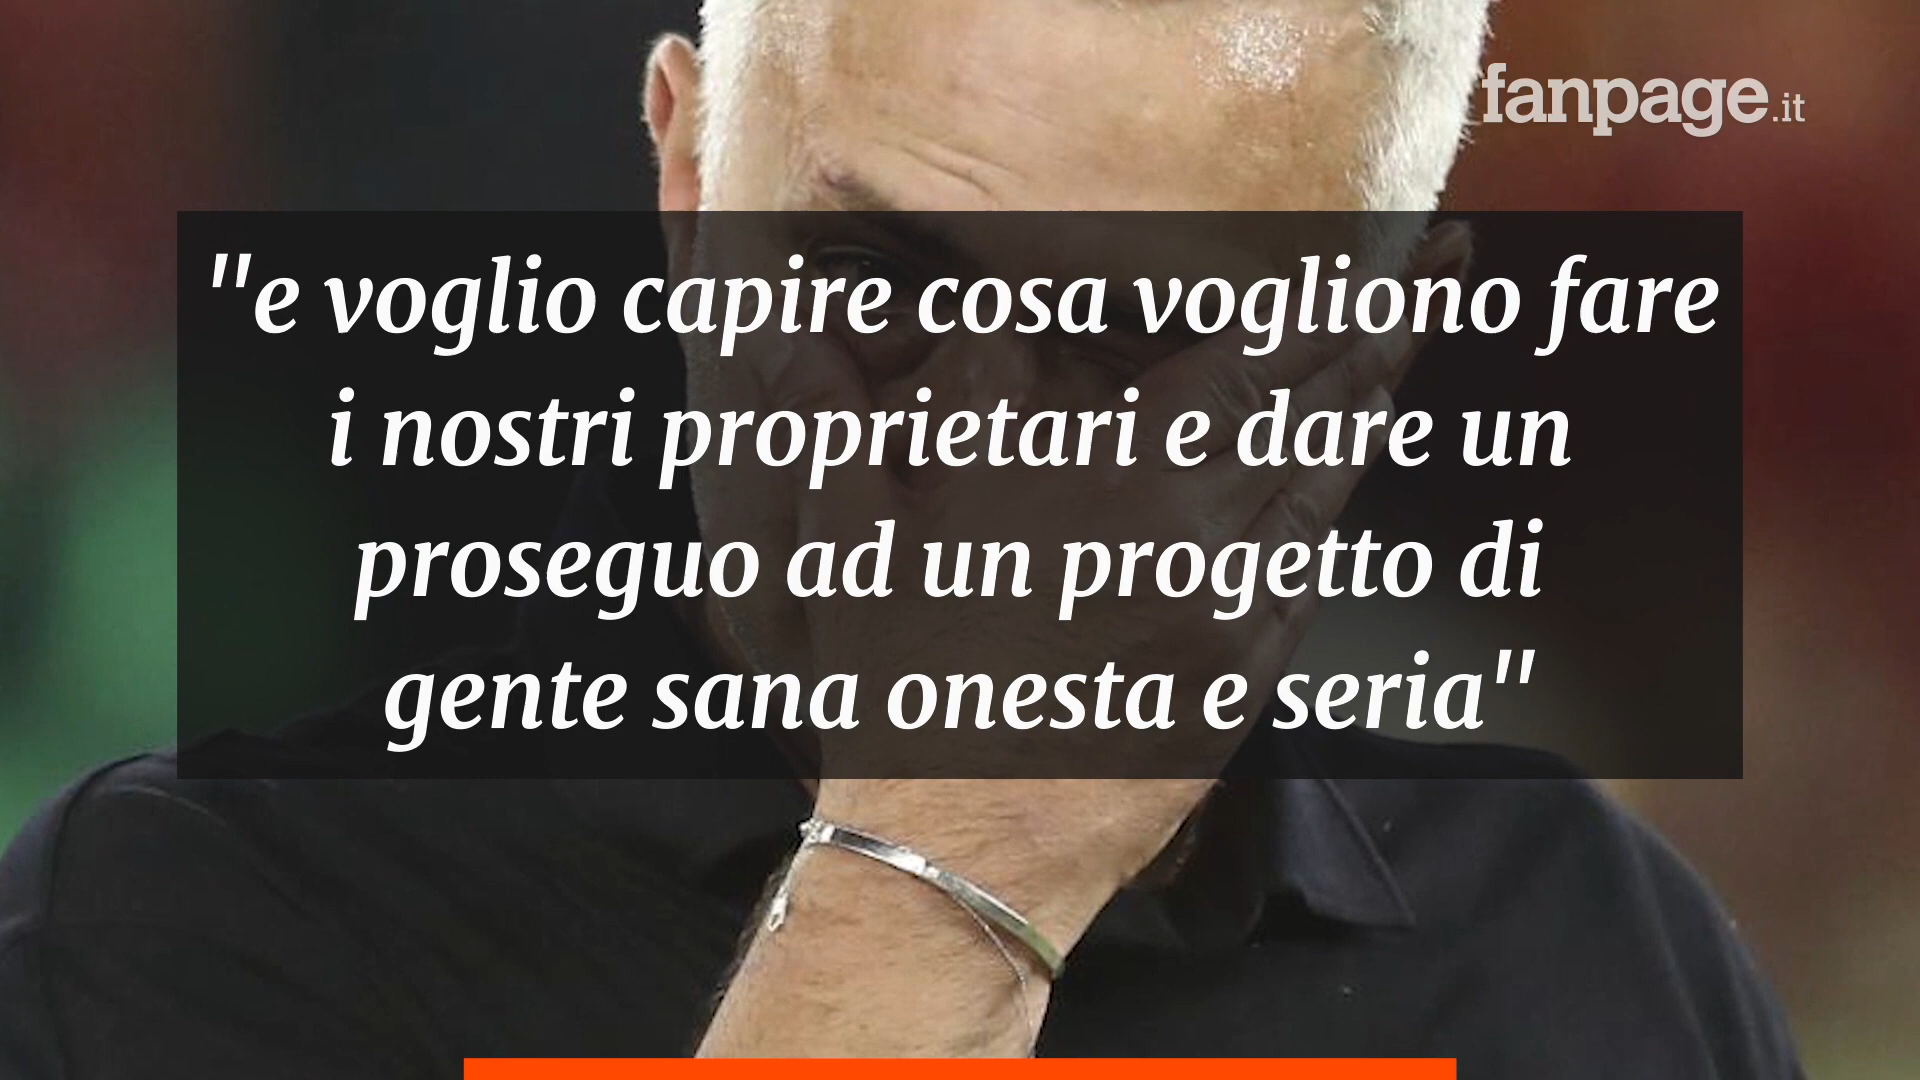 fanpage.it
"e voglio capire cosa vogliono fare
i nostri proprietari e dare un
proseguo ad un progetto di
gente sana onesta e seria"